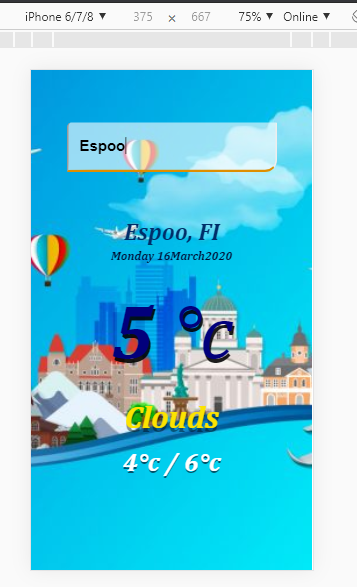 iPhone 6/7/8 ▼ 375 × 667 75% ▼ Online ▼
Espoo
Espoo, FI
Monday 16March2020
5 °c
Clouds
4°c / 6°c